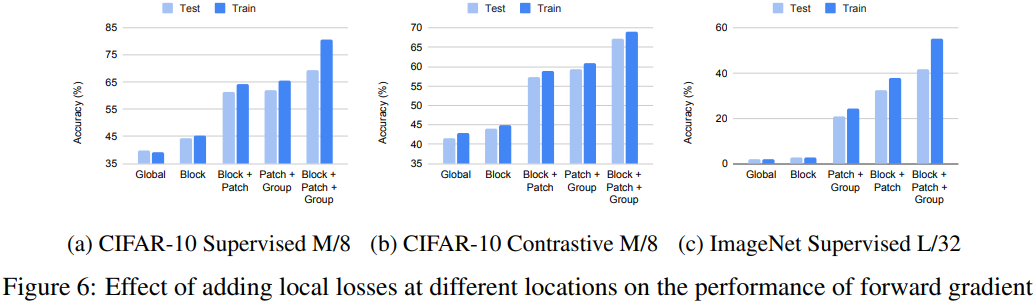 Test Train
85
75
65
55
45
35
Accuracy (%)
Global Block Block + Patch + Block +
Patch Group Patch +
Group
Test Train
70
65
60
55
50
45
40
35
Accuracy (%)
Global Block Block + Patch + Block +
Patch Group Patch +
Group
Test Train
60
40
20
0
Accuracy (%)
Global Block Patch + Block + Block +
Group Patch Patch +
Group
(a) CIFAR-10 Supervised M/8 (b) CIFAR-10 Contrastive M/8 (c) ImageNet Supervised L/32
Figure 6: Effect of adding local losses at different locations on the performance of forward gradient